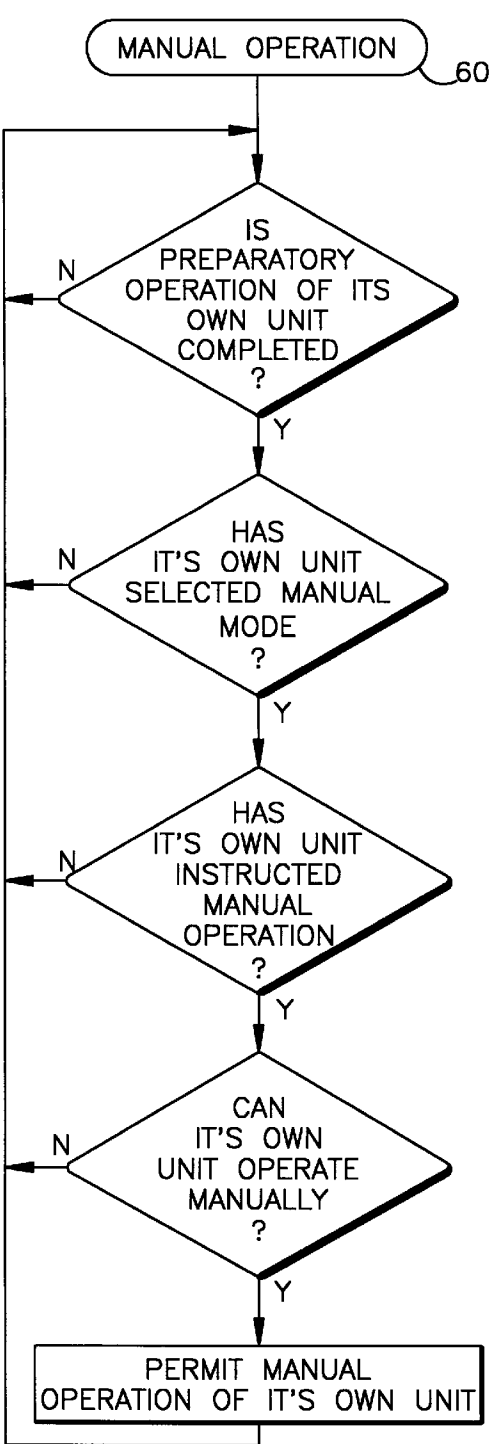 MANUAL OPERATION
60
IS
PREPARATORY
OPERATION OF ITS
OWN UNIT
COMPLETED
?
N
Y
HAS
IT'S OWN UNIT
SELECTED MANUAL
MODE
?
N
Y
HAS
IT'S OWN UNIT
INSTRUCTED
MANUAL
OPERATION
?
N
Y
CAN
IT'S OWN
UNIT OPERATE
MANUALLY
?
N
Y
PERMIT MANUAL
OPERATION OF IT'S OWN UNIT